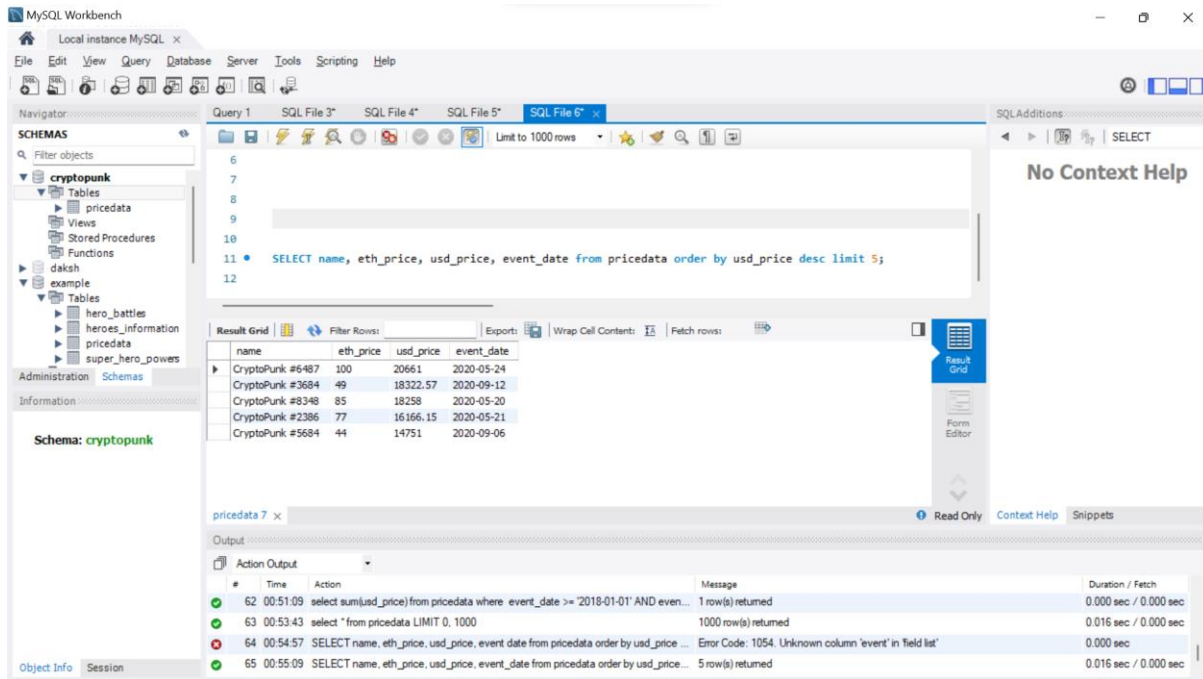 MySQL Workbench
Local instance MySQL ×
File Edit View Query Database Server Tools Scripting Help
Navigator
SCHEMAS
Filter objects
cryptopunk
Tables
pricedata
Views
Stored Procedures
Functions
daksh
example
Tables
hero_battles
heroes_information
pricedata
super_hero_powers
Administration Schemas
Information
Schema: cryptopunk
Object Info Session
Query 1 SQL File 3* SQL File 4* SQL File 5* SQL File 6* ×
Limit to 1000 rows
6
7
8
9
10
11 SELECT name, eth_price, usd_price, event_date from pricedata order by usd_price desc limit 5;
12
Result Grid Filter Rows: Export: Wrap Cell Content: Fetch rows:
name eth_price usd_price event_date
CryptoPunk #6487 100 20661 2020-05-24
CryptoPunk #3684 49 18322.57 2020-09-12
CryptoPunk #8348 85 18258 2020-05-20
CryptoPunk #2386 77 16166.15 2020-05-21
CryptoPunk #5684 44 14751 2020-09-06
Result
Grid
Form
Editor
pricedata 7 × Read Only
SQLAdditions
SELECT
No Context Help
Context Help Snippets
Output
Action Output
# Time Action Message Duration / Fetch
62 00:51:09 select sum(usd_price) from pricedata where event_date >= '2018-01-01' AND even... 1 row(s) returned 0.000 sec / 0.000 sec
63 00:53:43 select * from pricedata LIMIT 0, 1000 1000 row(s) returned 0.016 sec / 0.000 sec
64 00:54:57 SELECT name, eth_price, usd_price, event date from pricedata order by usd_price ... Error Code: 1054. Unknown column 'event' in 'field list' 0.000 sec
65 00:55:09 SELECT name, eth_price, usd_price, event_date from pricedata order by usd_price... 5 row(s) returned 0.016 sec / 0.000 sec